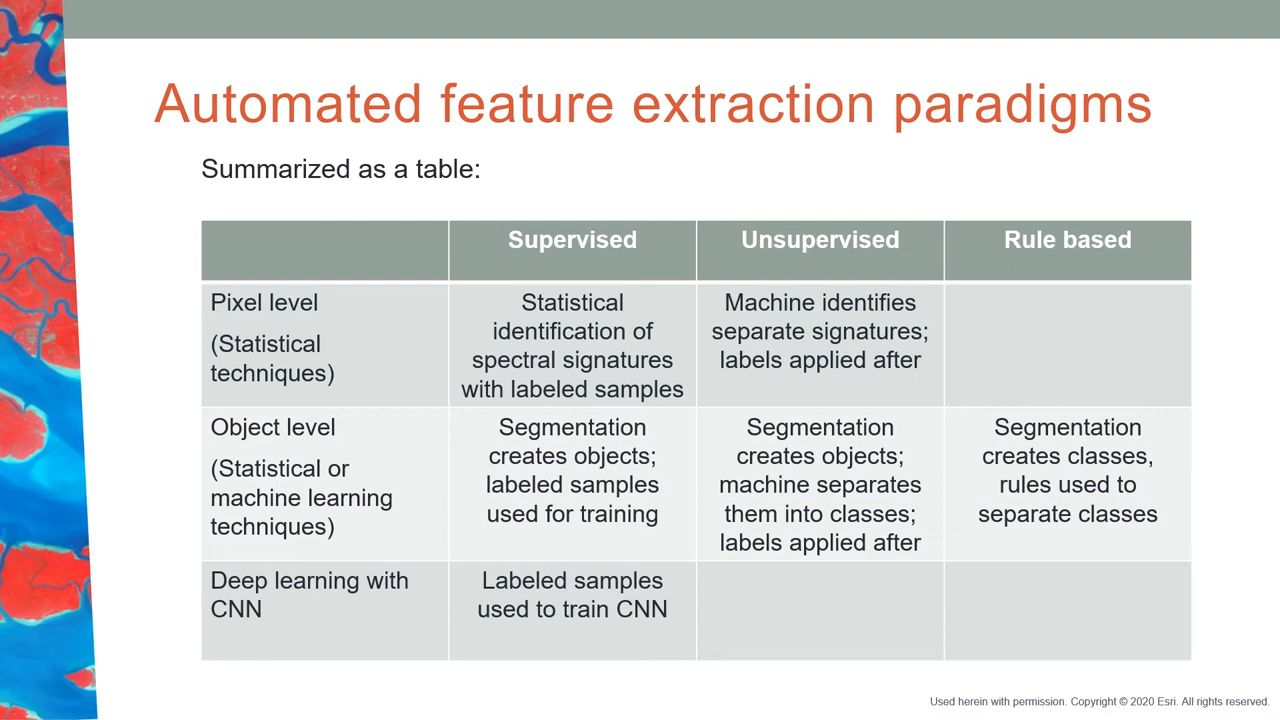 Automated feature extraction paradigms
Summarized as a table:
Supervised
Unsupervised
Rule based
Pixel level
(Statistical
techniques)
Statistical
identification of
spectral signatures
with labeled samples
Machine identifies
separate signatures;
labels applied after
Object level
(Statistical or
machine learning
techniques)
Segmentation
creates objects;
labeled samples
used for training
Segmentation
creates objects;
machine separates
them into classes;
labels applied after
Segmentation
creates classes,
rules used to
separate classes
Deep learning with
CNN
Labeled samples
used to train CNN
Used herein with permission. Copyright © 2020 Esri. All rights reserved.